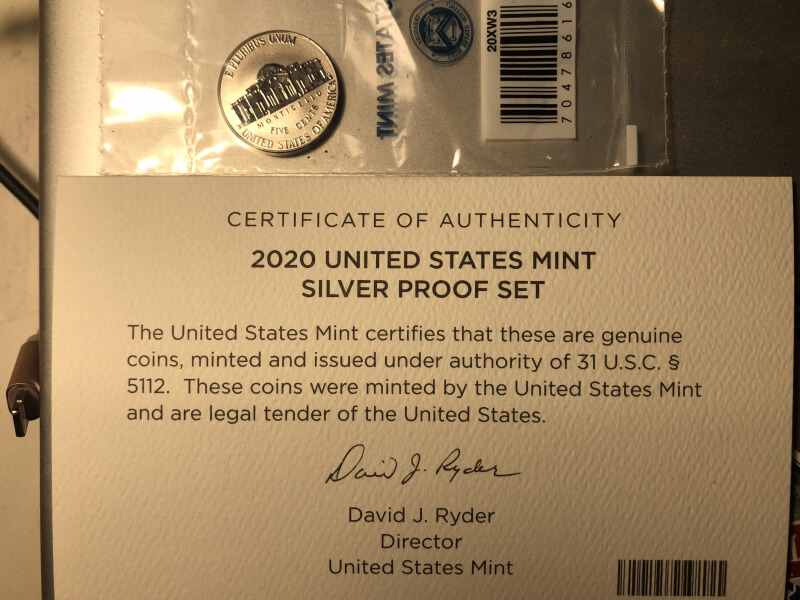 E PLURIBUS UNUM
MONTICELLO
FIVE CENTS
UNITED STATES OF AMERICA
STATES MINT
20XW3
70478616
CERTIFICATE OF AUTHENTICITY
2020 UNITED STATES MINT
SILVER PROOF SET
The United States Mint certifies that these are genuine
coins, minted and issued under authority of 31 U.S.C. §
5112.  These coins were minted by the United States Mint
and are legal tender of the United States.
David J. Ryder
David J. Ryder
Director
United States Mint